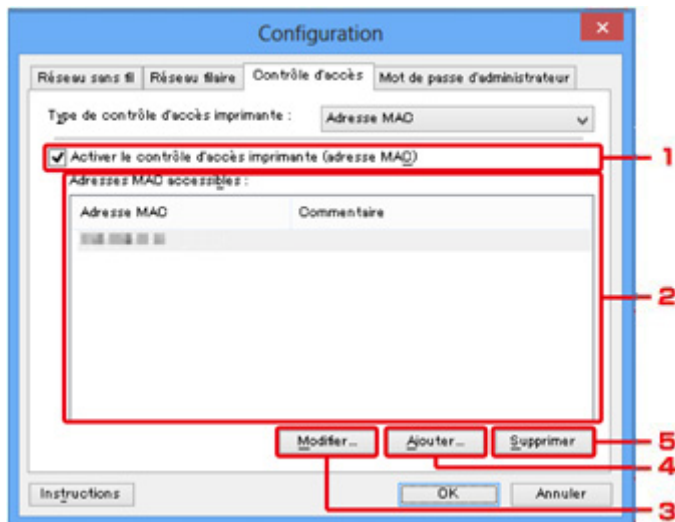 Configuration
Réseau sans fil
Réseau filaire
Contrôle d'accès
Mot de passe d'administrateur
Type de contrôle d'accès imprimante :
Adresse MAC
Activer le contrôle d'accès imprimante (adresse MAC)
1
Adresses MAC accessibles :
Adresse MAC
Commentaire
2
Modifier...
Ajouter...
Supprimer
5
4
Instructions
OK
Annuler
3